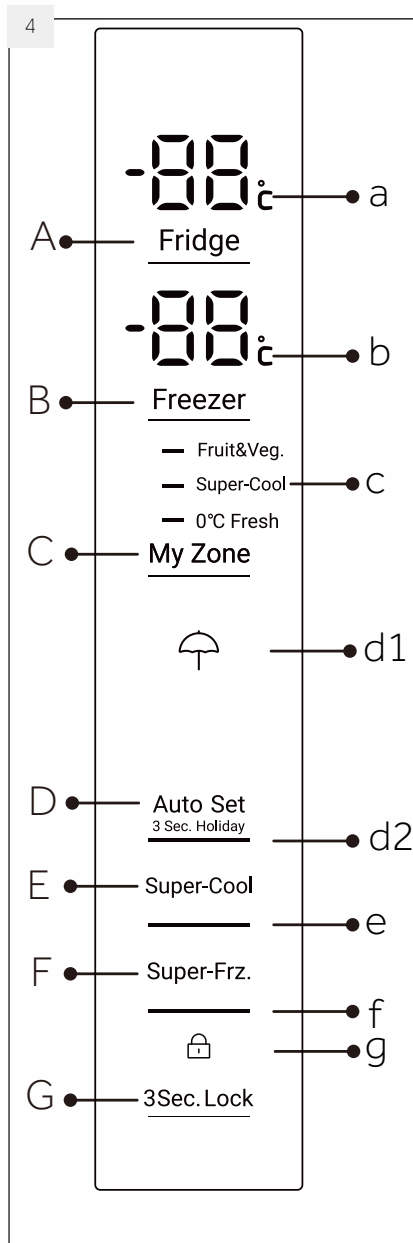 4
-88°c a
A Fridge
-88°c b
B Freezer
Fruit&Veg.
Super-Cool c
0°C Fresh
C My Zone
d1
D Auto Set
3 Sec. Holiday
d2
E Super-Cool
e
F Super-Frz.
f
g
G 3Sec. Lock